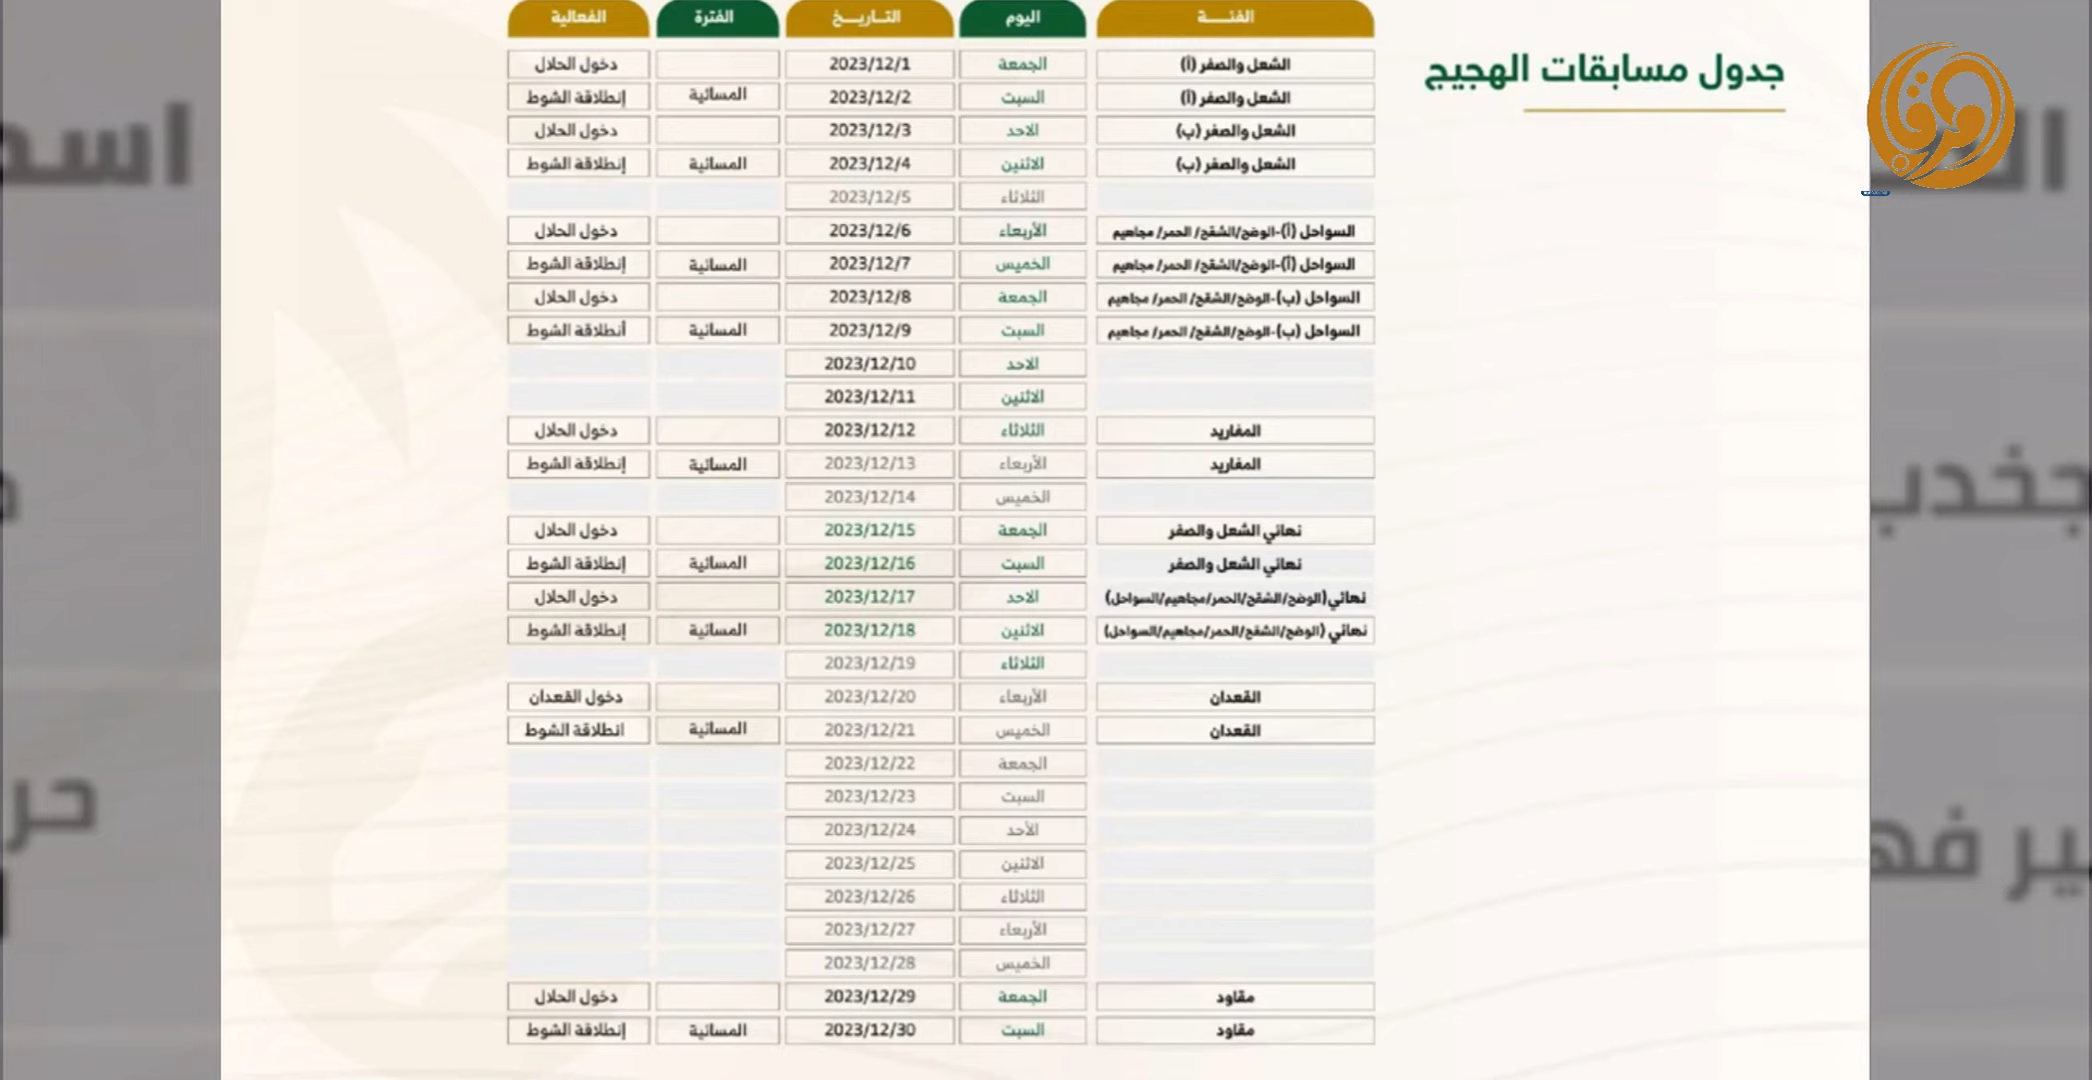 جدول مسابقات الهجيج
الفئـــة اليوم التـاريـــخ الفترة الفعالية
الشعل والصفر (أ) الجمعة 2023/12/1 دخول الحلال
الشعل والصفر (أ) السبت 2023/12/2 المسائية إنطلاقة الشوط
الشعل والصفر (ب) الاحد 2023/12/3 دخول الحلال
الشعل والصفر (ب) الاثنين 2023/12/4 المسائية إنطلاقة الشوط
الثلاثاء 2023/12/5
السواحل (أ)-الوضح/الشقح/ الحمر/ مجاهيم الأربعاء 2023/12/6 دخول الحلال
السواحل (أ)-الوضح/الشقح/ الحمر/ مجاهيم الخميس 2023/12/7 المسائية إنطلاقة الشوط
السواحل (ب)-الوضح/الشقح/ الحمر/ مجاهيم الجمعة 2023/12/8 دخول الحلال
السواحل (ب)-الوضح/الشقح/ الحمر/ مجاهيم السبت 2023/12/9 المسائية أنطلاقة الشوط
الاحد 2023/12/10
الاثنين 2023/12/11
المفاريد الثلاثاء 2023/12/12 دخول الحلال
المفاريد الأربعاء 2023/12/13 المسائية إنطلاقة الشوط
الخميس 2023/12/14
نهائي الشعل والصفر الجمعة 2023/12/15 دخول الحلال
نهائي الشعل والصفر السبت 2023/12/16 المسائية إنطلاقة الشوط
نهائي(الوضح/الشقح/الحمر/مجاهيم/السواحل) الاحد 2023/12/17 دخول الحلال
نهائي (الوضح/الشقح/الحمر/مجاهيم/السواحل) الاثنين 2023/12/18 المسائية إنطلاقة الشوط
الثلاثاء 2023/12/19
القعدان الأربعاء 2023/12/20 دخول القعدان
القعدان الخميس 2023/12/21 المسائية انطلاقة الشوط
الجمعة 2023/12/22
السبت 2023/12/23
الأحد 2023/12/24
الاثنين 2023/12/25
الثلاثاء 2023/12/26
الأربعاء 2023/12/27
الخميس 2023/12/28
مقاود الجمعة 2023/12/29 دخول الحلال
مقاود السبت 2023/12/30 المسائية إنطلاقة الشوط